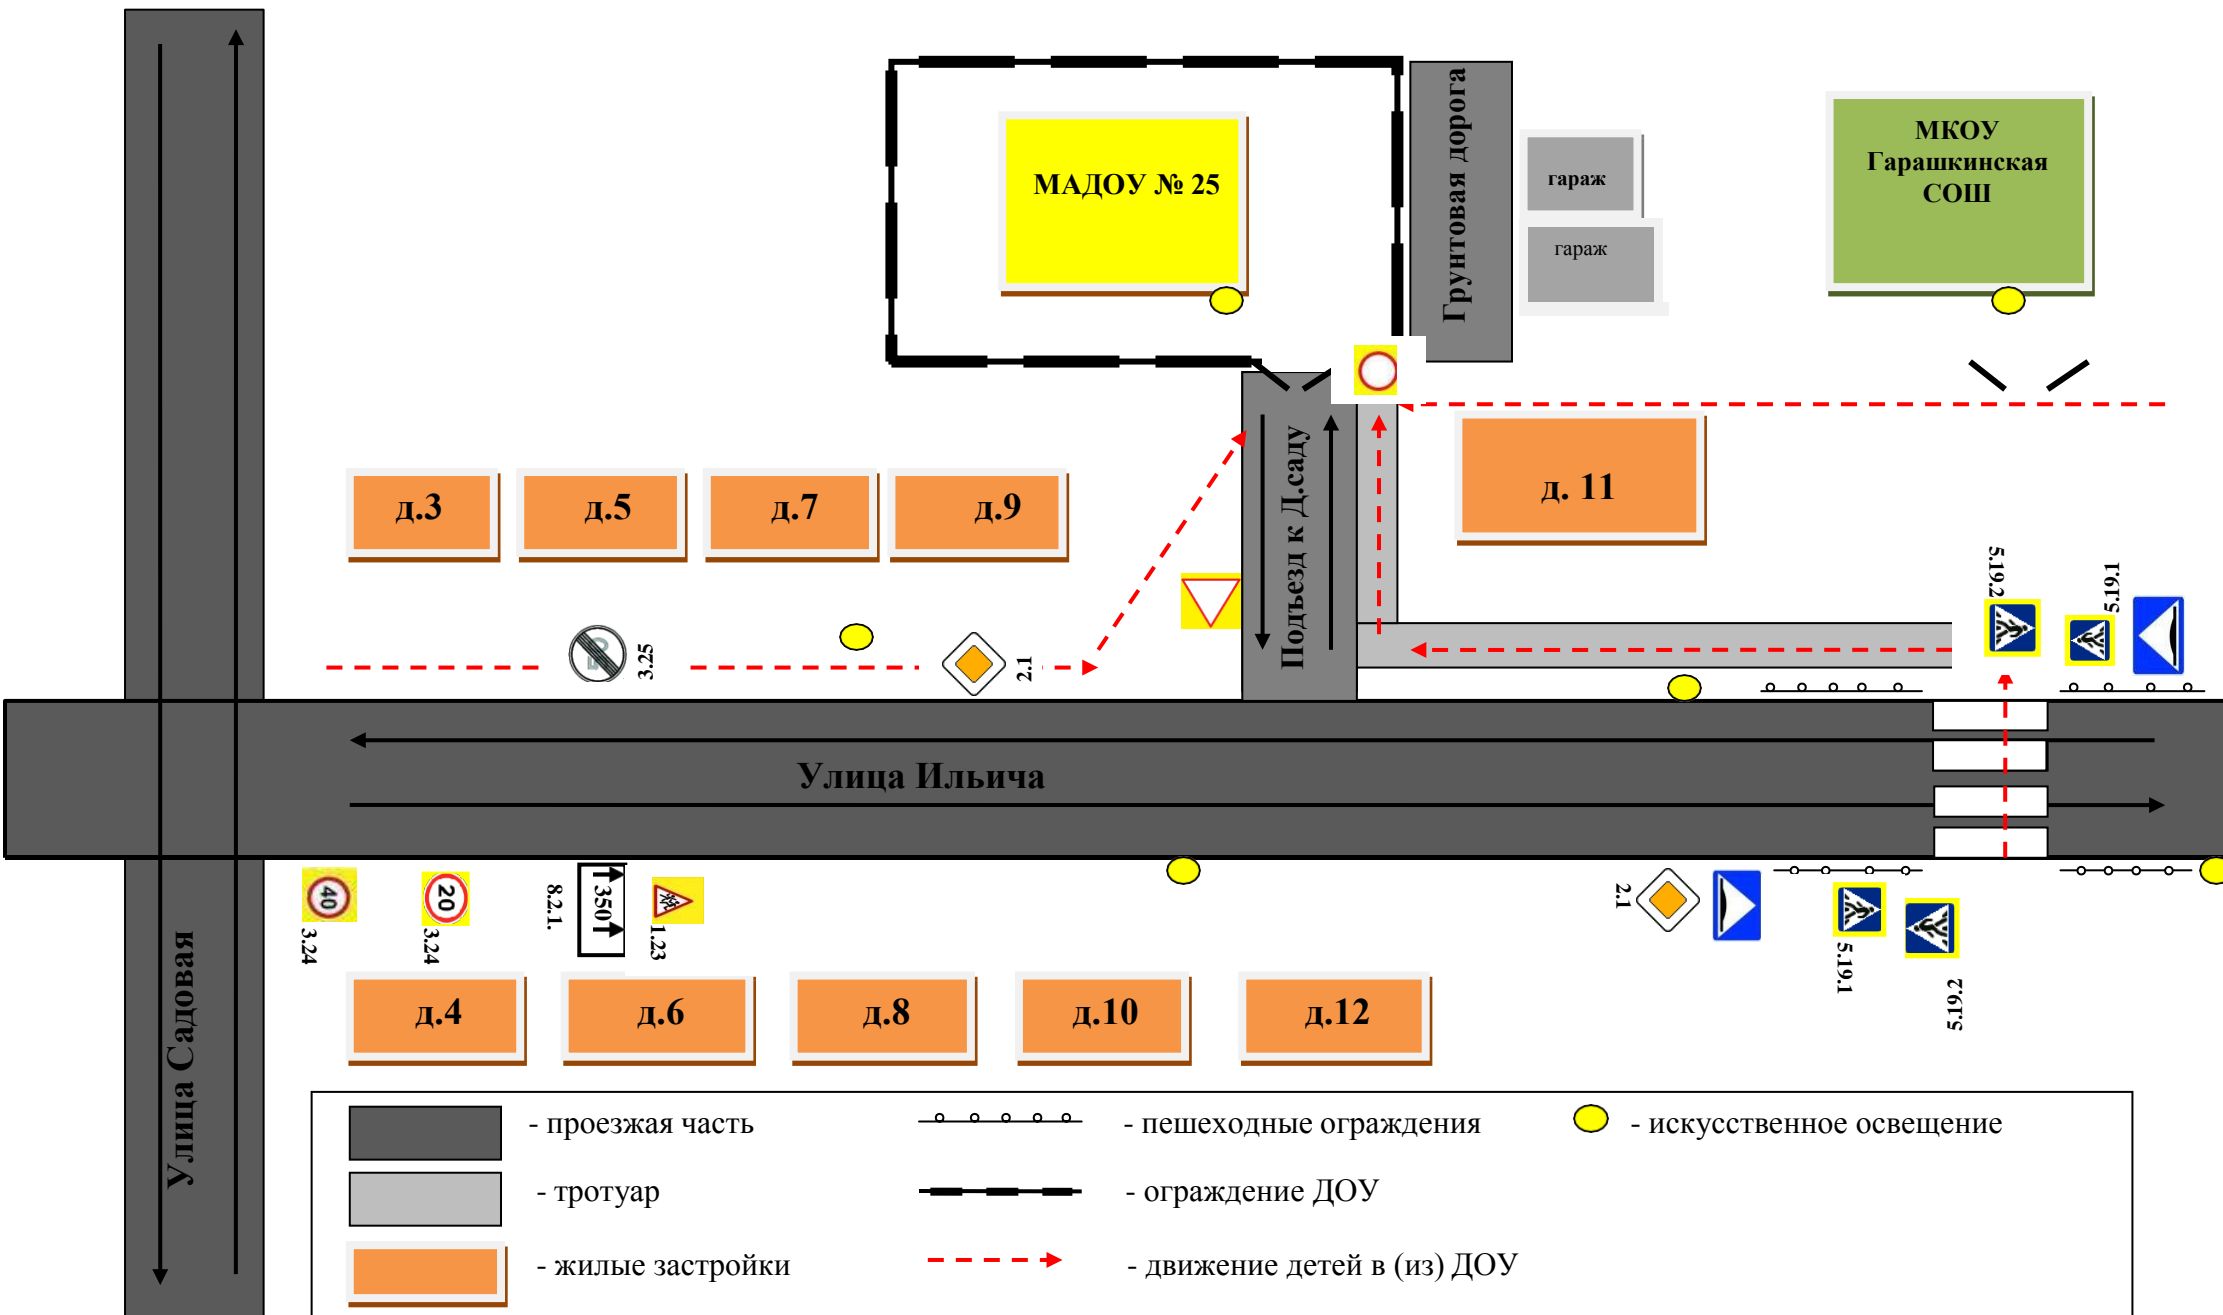 МАДОУ № 25
Грунтовая дорога
гараж
гараж
МКОУ
Гарашкинская
СОШ
д.3
д.5
д.7
д.9
Подъезд к Д.саду
д. 11
5.19.2
5.19.1
50
3.25
2.1
Улица Ильича
40
3.24
20
3.24
8.2.1.
350
1.23
2.1
5.19.1
5.19.2
Улица Садовая
д.4
д.6
д.8
д.10
д.12
- проезжая часть
- пешеходные ограждения
- искусственное освещение
- тротуар
- ограждение ДОУ
- жилые застройки
- движение детей в (из) ДОУ